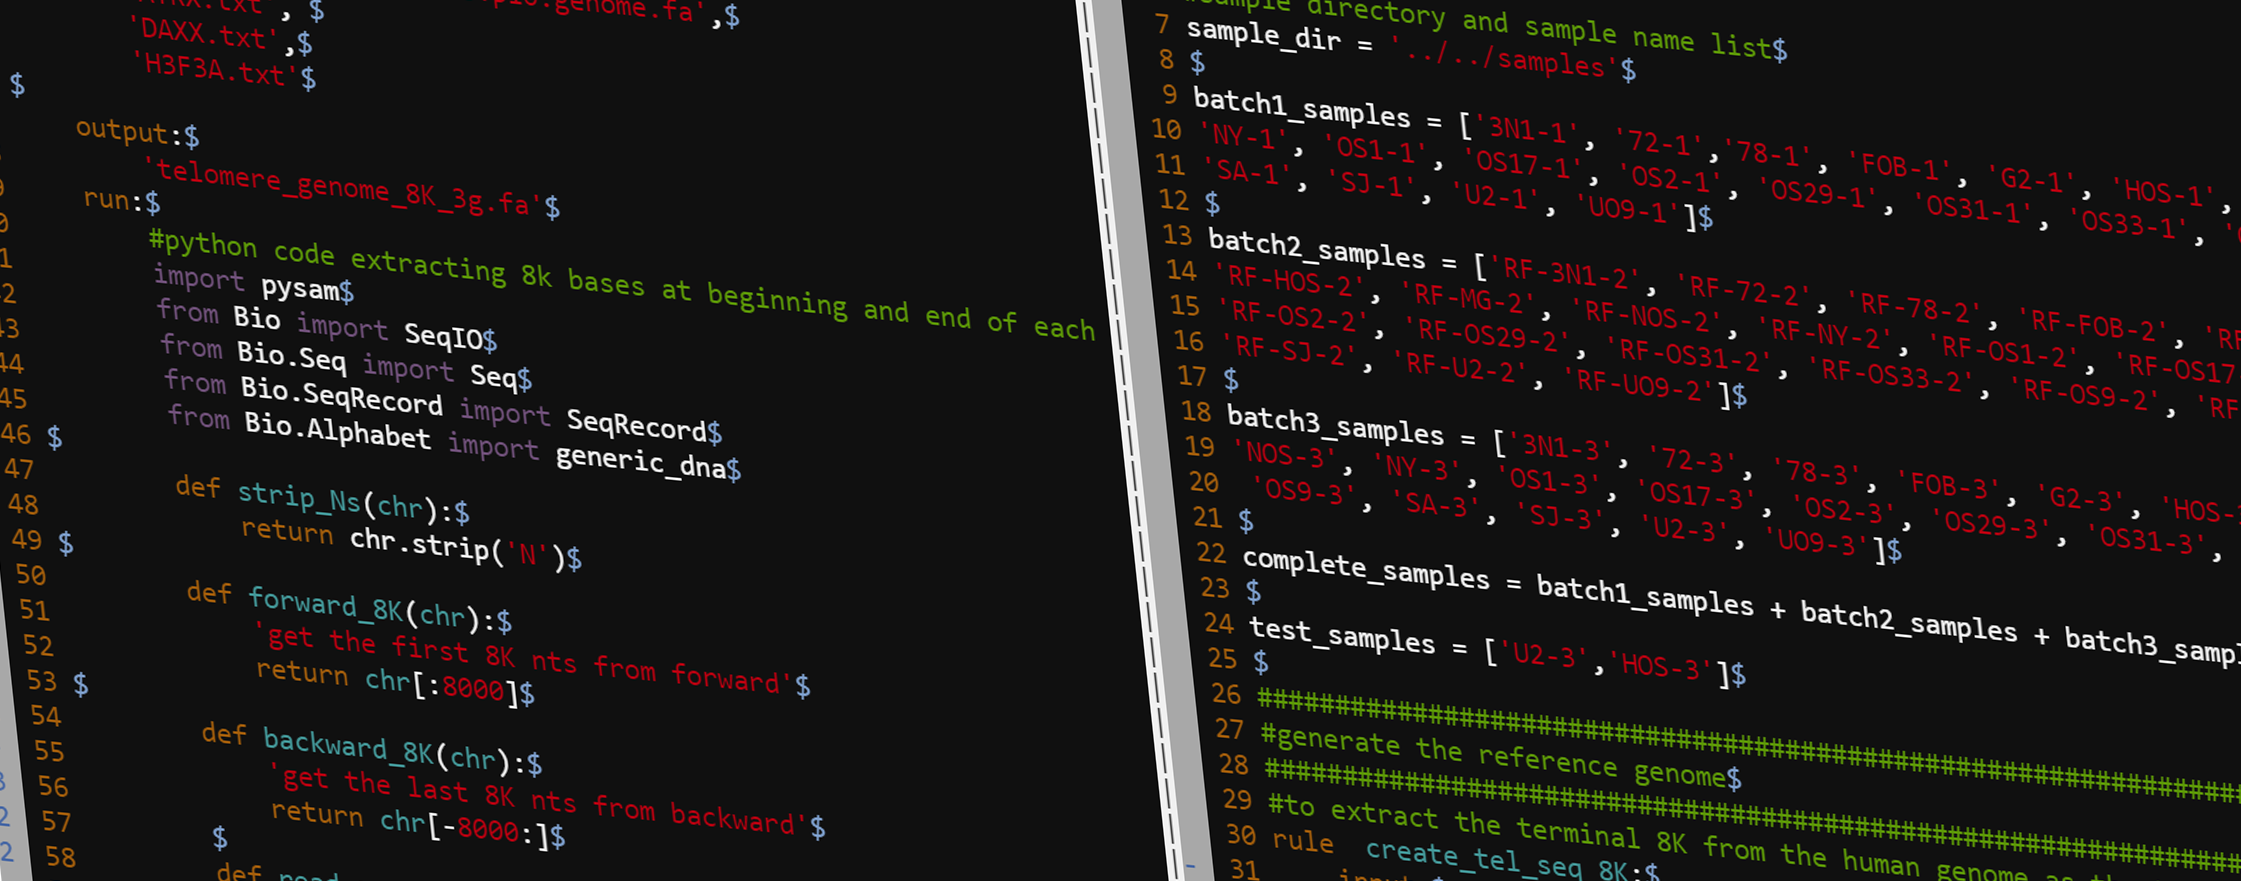 .genome.fa',$
'DAXX.txt',$
'H3F3A.txt'$
$
output:$
'telomere_genome_8K_3g.fa'$
run:$
#python code extracting 8k bases at beginning and end of each
import pysam$
from Bio import SeqIO$
from Bio.Seq import Seq$
from Bio.SeqRecord import SeqRecord$
from Bio.Alphabet import generic_dna$
46 $
47 def strip_Ns(chr):$
48 return chr.strip('N')$
49 $
50 def forward_8K(chr):$
51 'get the first 8K nts from forward'$
52 return chr[:8000]$
53 $
54 def backward_8K(chr):$
55 'get the last 8K nts from backward'$
56 return chr[-8000:]$
57 $
58 def
directory and sample name list$
7 sample_dir = '../../samples'$
8 $
9 batch1_samples = ['3N1-1', '72-1','78-1', 'FOB-1', 'G2-1', 'HOS-1',
10 'NY-1', 'OS1-1', 'OS17-1', 'OS2-1', 'OS29-1', 'OS31-1', 'OS33-1',
11 'SA-1', 'SJ-1', 'U2-1', 'UO9-1']$
12 $
13 batch2_samples = ['RF-3N1-2', 'RF-72-2', 'RF-78-2', 'RF-FOB-2',
14 'RF-HOS-2', 'RF-MG-2', 'RF-NOS-2', 'RF-NY-2', 'RF-OS1-2', 'RF-OS17
15 'RF-OS2-2', 'RF-OS29-2', 'RF-OS31-2', 'RF-OS33-2', 'RF-OS9-2', 'RF
16 'RF-SJ-2', 'RF-U2-2', 'RF-UO9-2']$
17 $
18 batch3_samples = ['3N1-3', '72-3', '78-3', 'FOB-3', 'G2-3', 'HOS-
19 'NOS-3', 'NY-3', 'OS1-3', 'OS17-3', 'OS2-3', 'OS29-3', 'OS31-3',
20 'OS9-3', 'SA-3', 'SJ-3', 'U2-3', 'UO9-3']$
21 $
22 complete_samples = batch1_samples + batch2_samples + batch3_samp
23 $
24 test_samples = ['U2-3','HOS-3']$
25 $
26 ################################################################
27 #generate the reference genome$
28 ################################################################
29 #to extract the terminal 8K from the human genome
30 rule create_tel_seq_8K:$
31